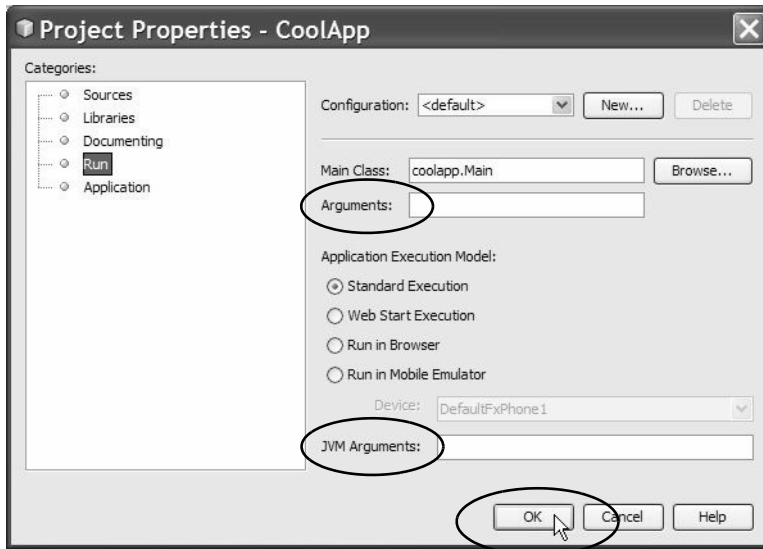 Project Properties - CoolApp
Categories:
Sources
Libraries
Documenting
Run
Application
Configuration: <default> New... Delete
Main Class: coolapp.Main Browse...
Arguments:
Application Execution Model:
Standard Execution
Web Start Execution
Run in Browser
Run in Mobile Emulator
Device: DefaultFxPhone1
JVM Arguments:
OK Cancel Help